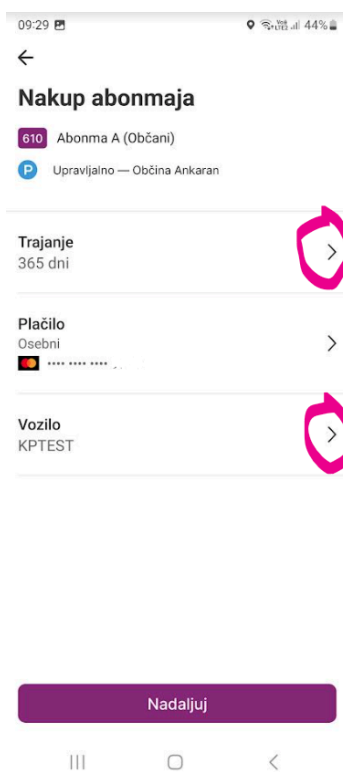 09:29
44%
Nakup abonmaja
610 Abonma A (Občani)
P Upravljalno — Občina Ankaran
Trajanje
365 dni
Plačilo
Osebni
•••• •••• ••••
Vozilo
KPTEST
Nadaljuj